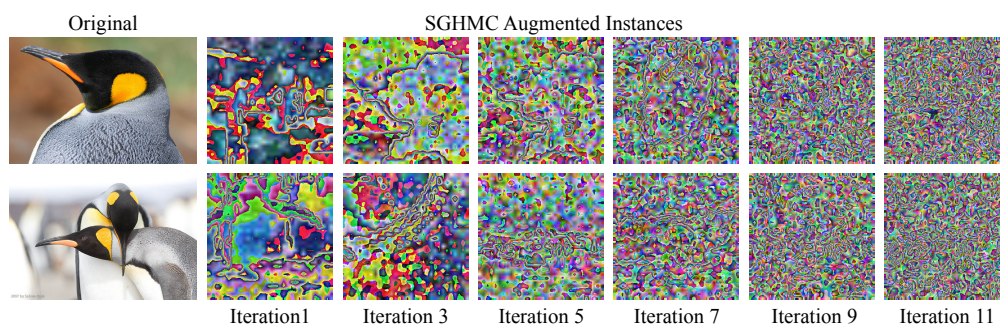 Original
SGHMC Augmented Instances
Iteration1
Iteration 3
Iteration 5
Iteration 7
Iteration 9
Iteration 11